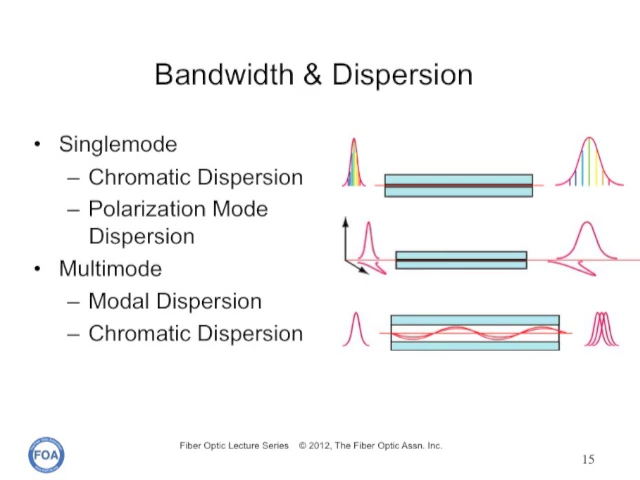 Bandwidth & Dispersion
• Singlemode
– Chromatic Dispersion
– Polarization Mode
Dispersion
• Multimode
– Modal Dispersion
– Chromatic Dispersion
FOA
Fiber Optic Lecture Series © 2012, The Fiber Optic Assn. Inc.
15